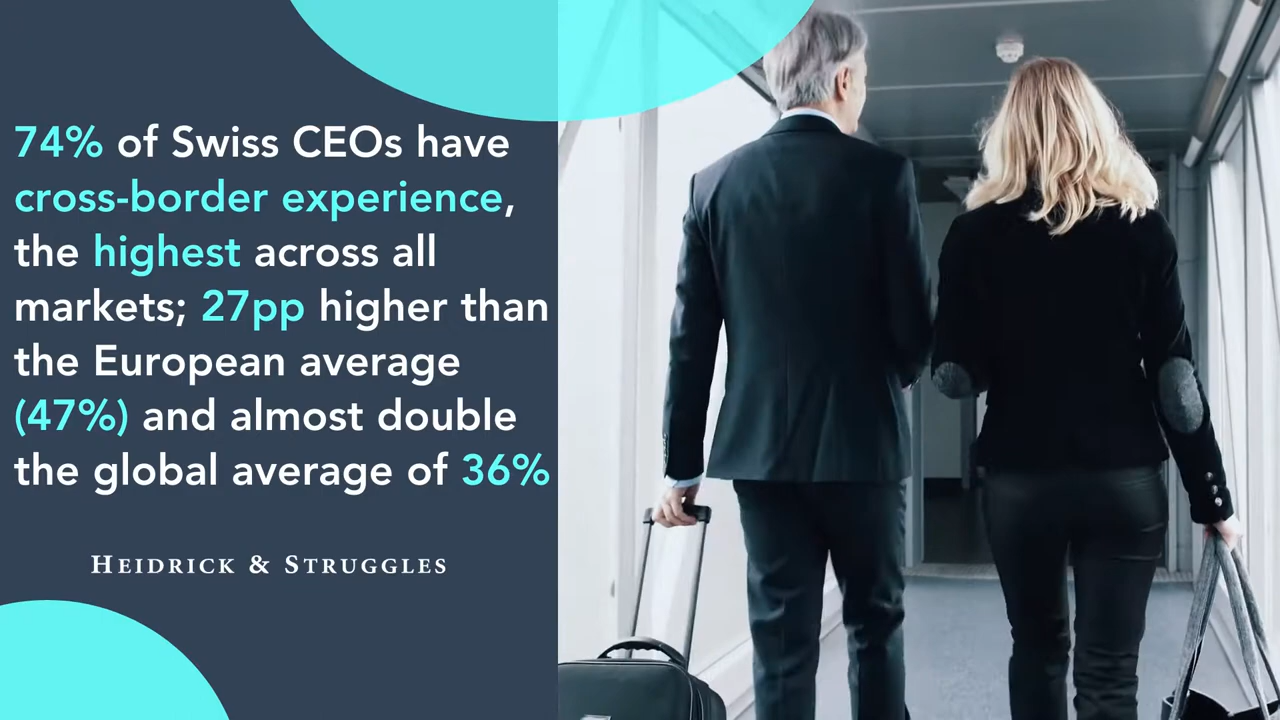 74% of Swiss CEOs have
cross-border experience,
the highest across all
markets; 27pp higher than
the European average
(47%) and almost double
the global average of 36%
HEIDRICK & STRUGGLES